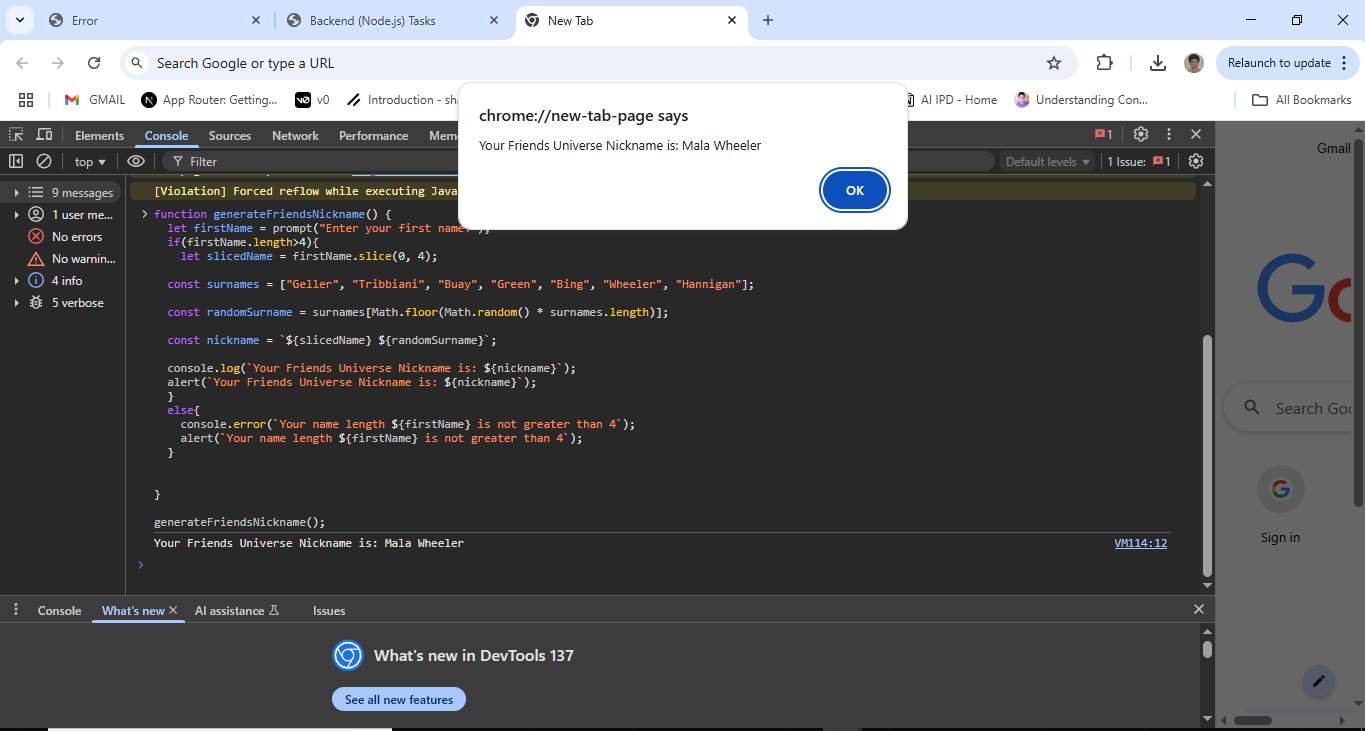 Error
Backend (Node.js) Tasks
New Tab
Search Google or type a URL
Relaunch to update
GMAIL
App Router: Getting...
v0
Introduction - sha
AI IPD - Home
Understanding Con...
All Bookmarks
chrome://new-tab-page says
Your Friends Universe Nickname is: Mala Wheeler
OK
Elements
Console
Sources
Network
Performance
Mem
1
top
Filter
Default levels
1 Issue:
1
9 messages
1 user me...
No errors
No warnin...
4 info
5 verbose
[Violation] Forced reflow while executing Java
function generateFriendsNickname() {
let firstName = prompt("Enter your first name:");
if(firstName.length>4){
let slicedName = firstName.slice(0, 4);
const surnames = ["Geller", "Tribbiani", "Buay", "Green", "Bing", "Wheeler", "Hannigan"];
const randomSurname = surnames[Math.floor(Math.random() * surnames.length)];
const nickname = `${slicedName} ${randomSurname}`;
console.log(`Your Friends Universe Nickname is: ${nickname}`);
alert(`Your Friends Universe Nickname is: ${nickname}`);
}
else{
console.error(`Your name length ${firstName} is not greater than 4`);
alert(`Your name length ${firstName} is not greater than 4`);
}
}
generateFriendsNickname();
Your Friends Universe Nickname is: Mala Wheeler
VM114:12
Gmail
Go
Search Goo
Sign in
Console
What's new
AI assistance
Issues
What's new in DevTools 137
See all new features